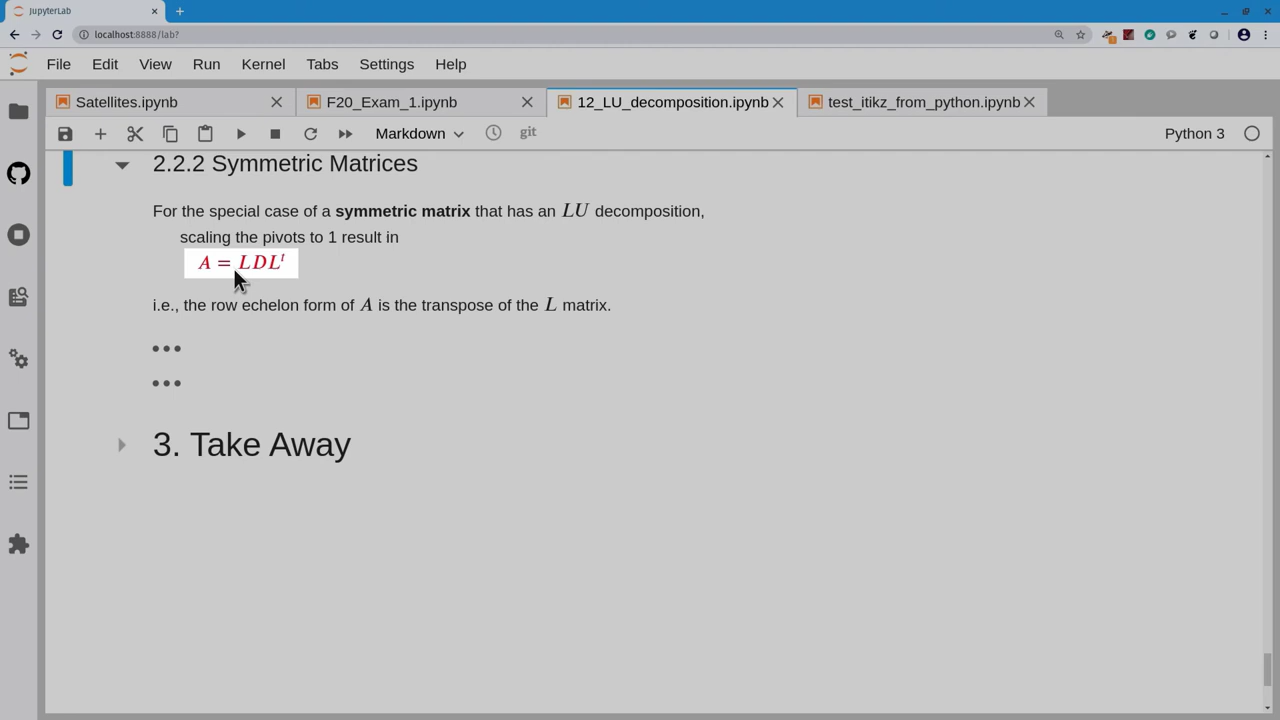 JupyterLab
localhost:8888/lab?
File Edit View Run Kernel Tabs Settings Help
Satellites.ipynb F20_Exam_1.ipynb 12_LU_decomposition.ipynb test_itikz_from_python.ipynb
Markdown git Python 3
2.2.2 Symmetric Matrices
For the special case of a symmetric matrix that has an LU decomposition,
scaling the pivots to 1 result in
A = LDLᵗ
i.e., the row echelon form of A is the transpose of the L matrix.
3. Take Away